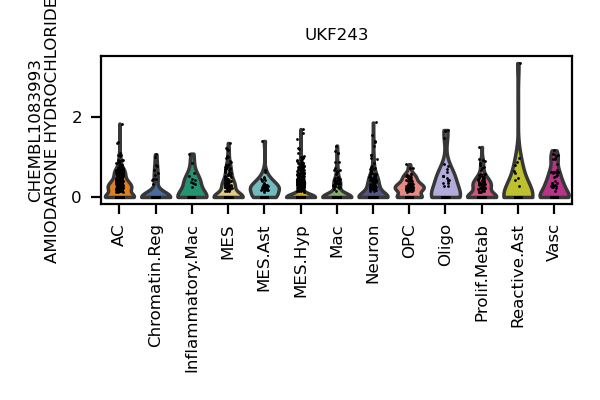 UKF243
CHEMBL1083993
AMIODARONE HYDROCHLORIDE
2
0
AC
Chromatin.Reg
Inflammatory.Mac
MES
MES.Ast
MES.Hyp
Mac
Neuron
OPC
Oligo
Prolif.Metab
Reactive.Ast
Vasc